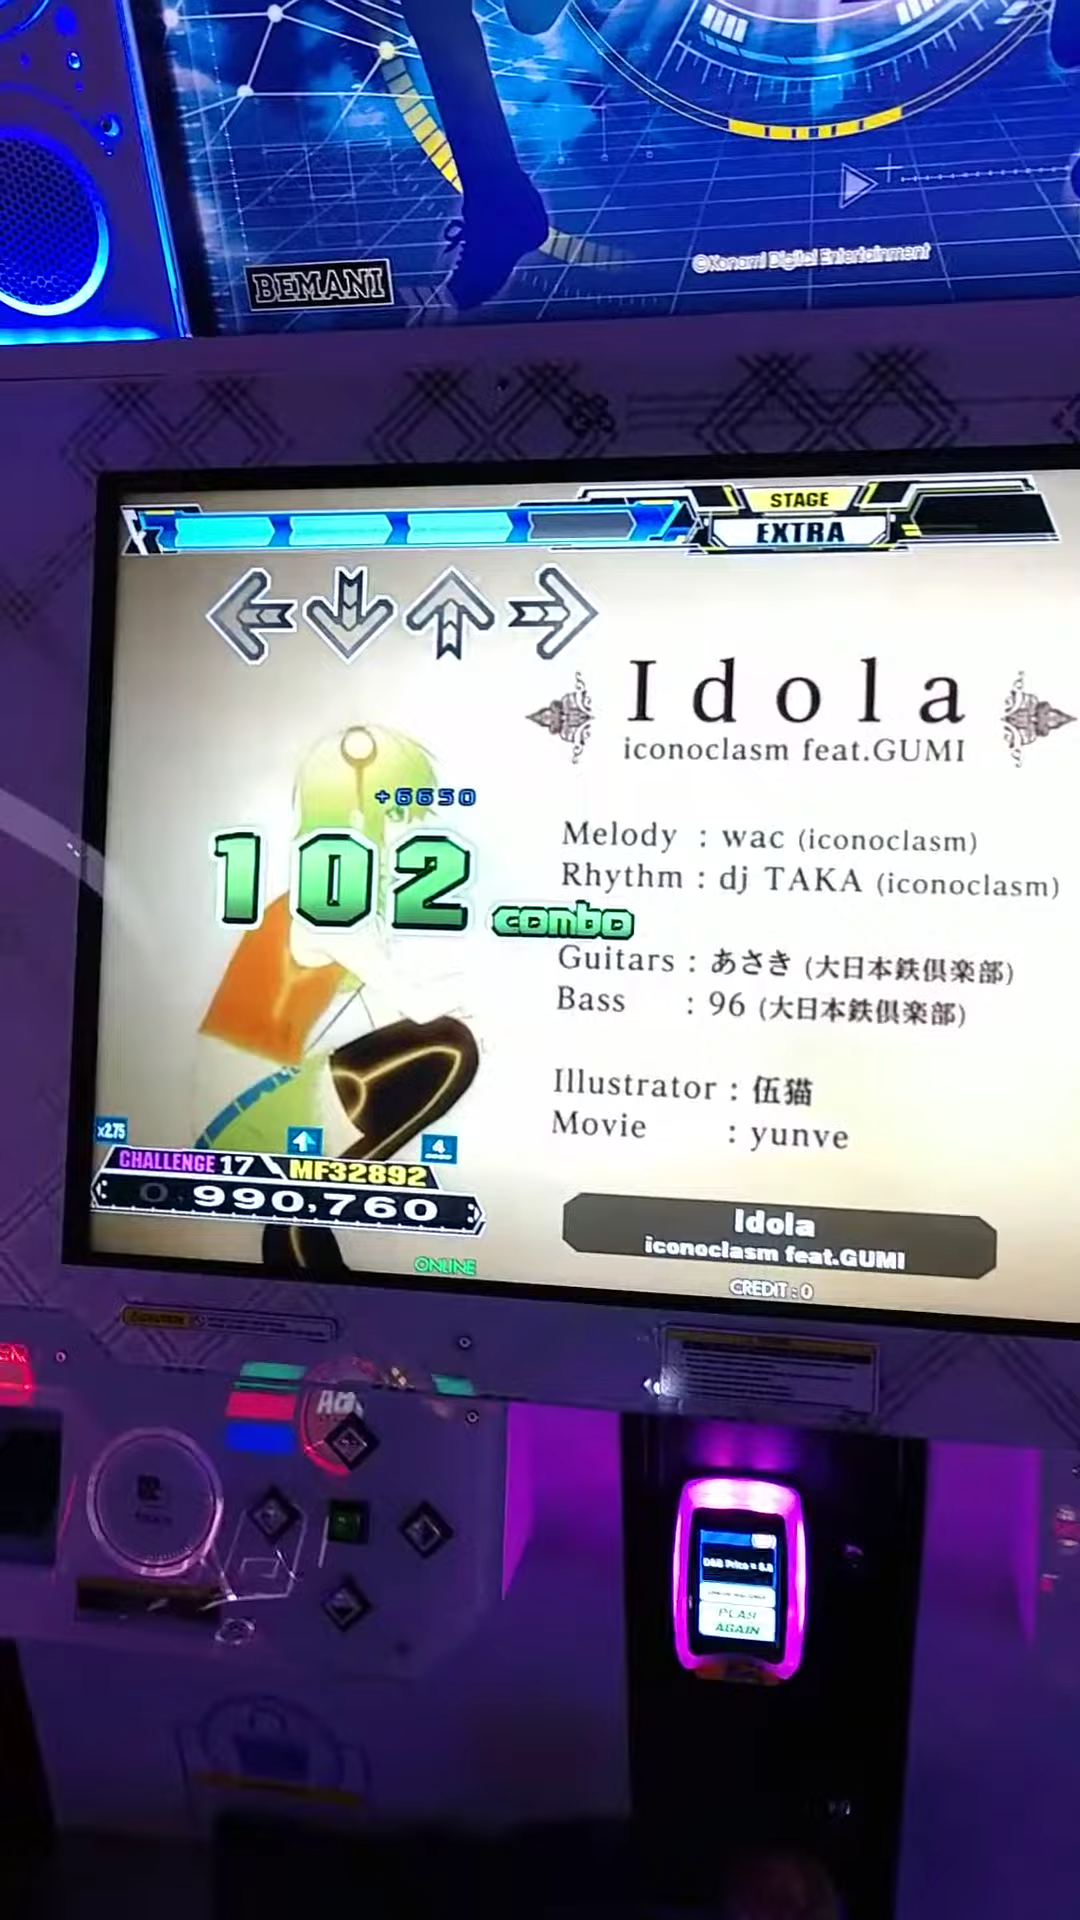 BEMANI
©Konami Digital Entertainment
STAGE
EXTRA
Idola
iconoclasm feat.GUMI
+6650
102
combo
Melody : wac (iconoclasm)
Rhythm : dj TAKA (iconoclasm)
Guitars : あさき (大日本鉄倶楽部)
Bass : 96 (大日本鉄倶楽部)
Illustrator : 伍猫
Movie : yunve
x2.75
4
CHALLENGE 17 MF32892
0,990,760
Idola
iconoclasm feat.GUMI
ONLINE
CREDIT : 0
PLAY
AGAIN